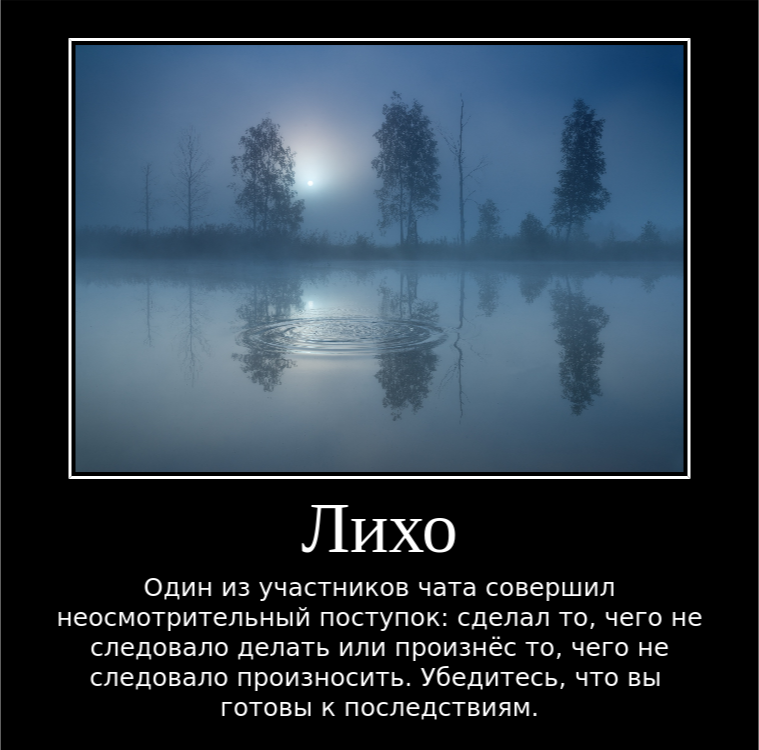 Лихо
Один из участников чата совершил
неосмотрительный поступок: сделал то, чего не
следовало делать или произнёс то, чего не
следовало произносить. Убедитесь, что вы
готовы к последствиям.